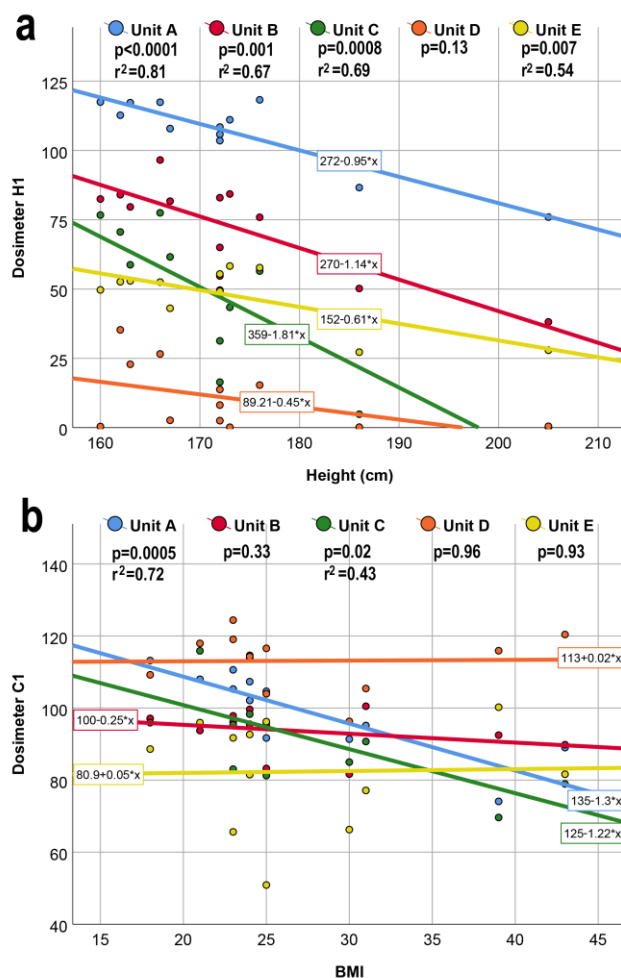 a
Unit A Unit B Unit C Unit D Unit E
p<0.0001 p=0.001 p=0.0008 p=0.13 p=0.007
r²=0.81 r²=0.67 r²=0.69 r²=0.54
125
100
75
50
25
0
272-0.95*x
270-1.14*x
152-0.61*x
359-1.81*x
89.21-0.45*x
Dosimeter H1
160 170 180 190 200 210
Height (cm)
b
Unit A Unit B Unit C Unit D Unit E
p=0.0005 p=0.33 p=0.02 p=0.96 p=0.93
r²=0.72 r²=0.43
140
120
100
80
60
40
113+0.02*x
100-0.25*x
80.9+0.05*x
135-1.3*x
125-1.22*x
Dosimeter C1
15 20 25 30 35 40 45
BMI